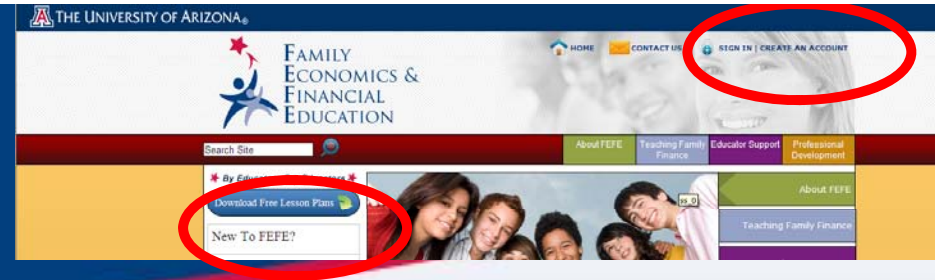 THE UNIVERSITY OF ARIZONA®
HOME CONTACT US SIGN IN | CREATE AN ACCOUNT
FAMILY
ECONOMICS &
FINANCIAL
EDUCATION
Search Site
About FEFE
Teaching Family
Finance
Educator Support
Professional
Development
By
Download Free Lesson Plans
New To FEFE?
ss_0
About FEFE
Teaching Family Finance